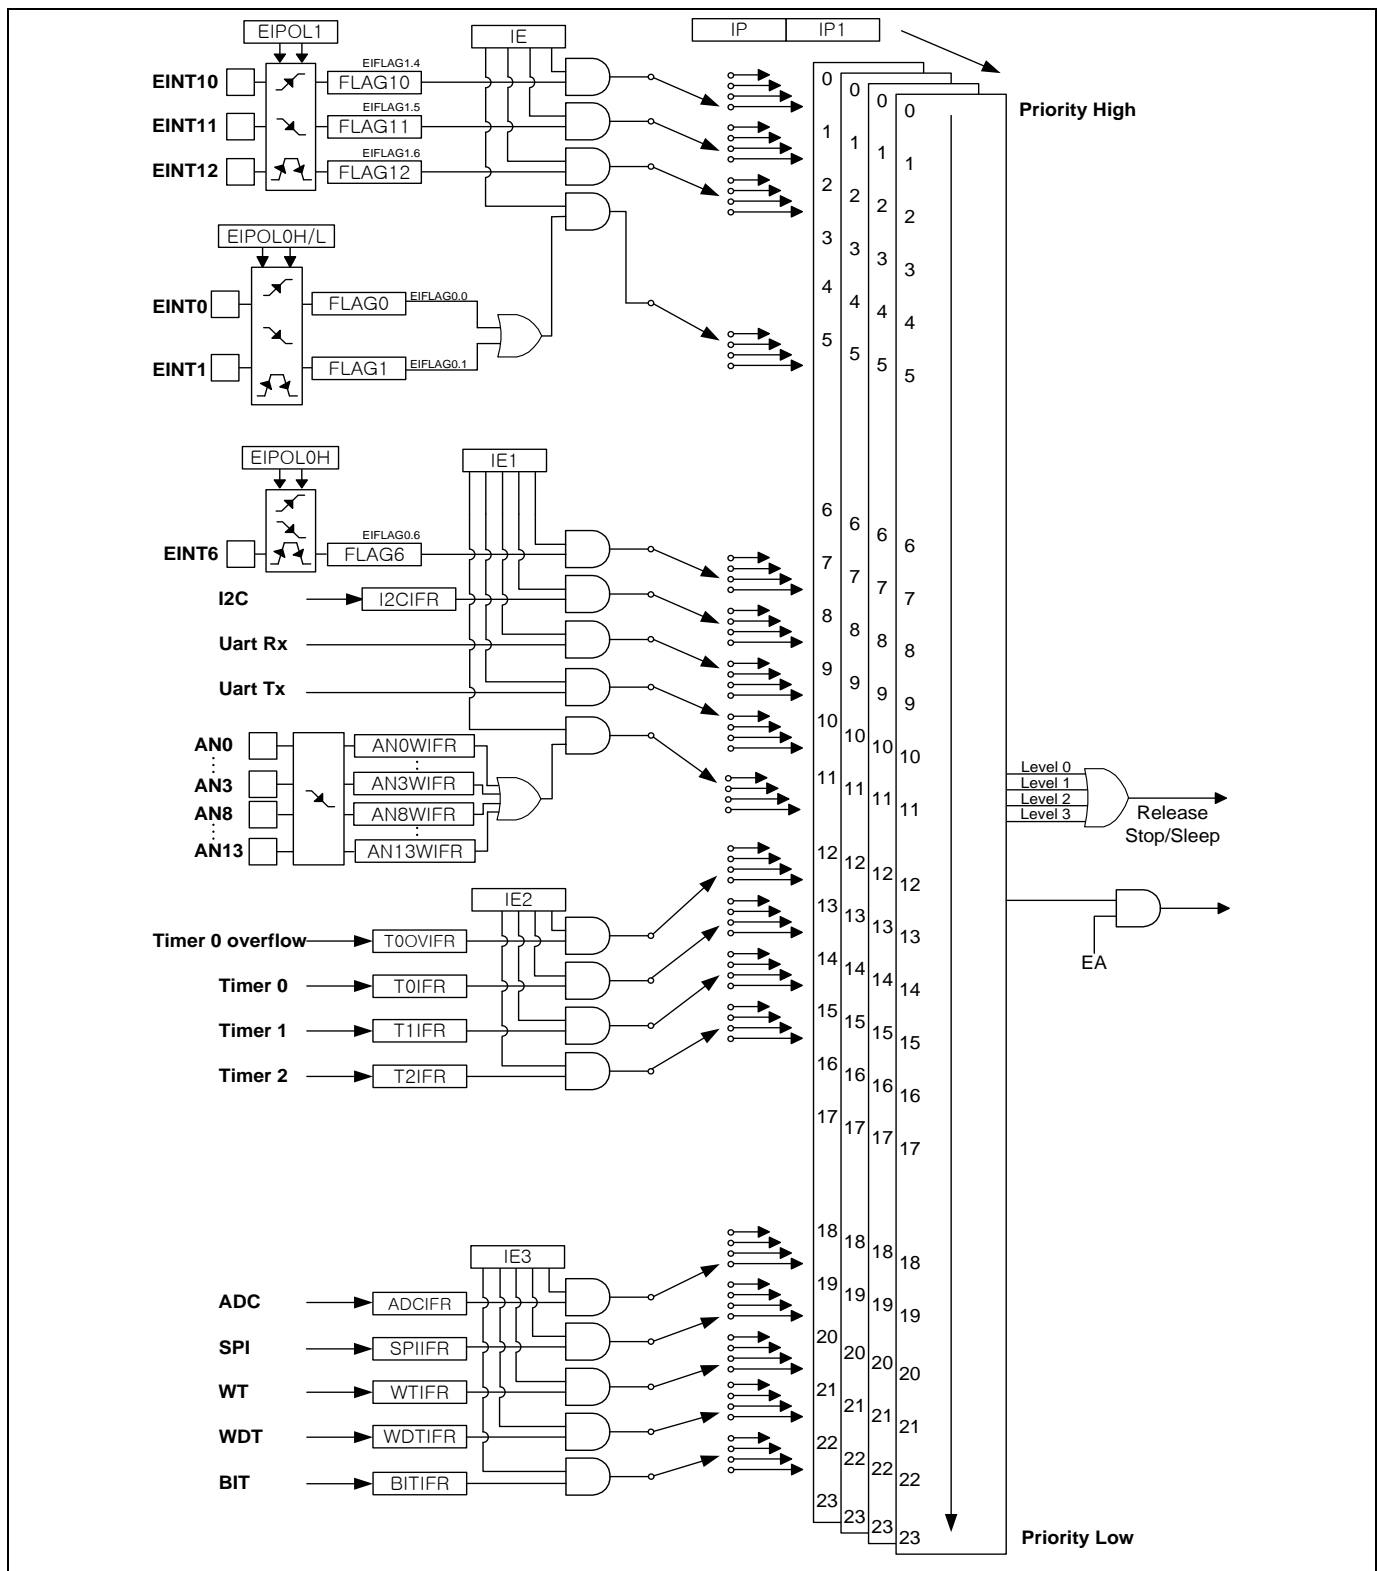 EIPOL1
IE
IP IP1
EIFLAG1.4
EINT10 FLAG10
EIFLAG1.5
EINT11 FLAG11
EIFLAG1.6
EINT12 FLAG12
Priority High
EIPOL0H/L
EINT0 FLAG0 EIFLAG0.0
EINT1 FLAG1 EIFLAG0.1
EIPOL0H
IE1
EIFLAG0.6
EINT6 FLAG6
I2C I2CIFR
Uart Rx
Uart Tx
AN0 AN0WIFR
AN3 AN3WIFR
AN8 AN8WIFR
AN13 AN13WIFR
IE2
Timer 0 overflow T0OVIFR
Timer 0 T0IFR
Timer 1 T1IFR
Timer 2 T2IFR
IE3
ADC ADCIFR
SPI SPIIFR
WT WTIFR
WDT WDTIFR
BIT BITIFR
0 0 0 0
1 1 1 1
2 2 2 2
3 3 3 3
4 4 4 4
5 5 5 5
6 6 6 6
7 7 7 7
8 8 8 8
9 9 9 9
10 10 10 10
11 11 11 11
12 12 12 12
13 13 13 13
14 14 14 14
15 15 15 15
16 16 16 16
17 17 17 17
18 18 18 18
19 19 19 19
20 20 20 20
21 21 21 21
22 22 22 22
23 23 23 23
Level 0
Level 1
Level 2
Level 3
Release
Stop/Sleep
EA
Priority Low